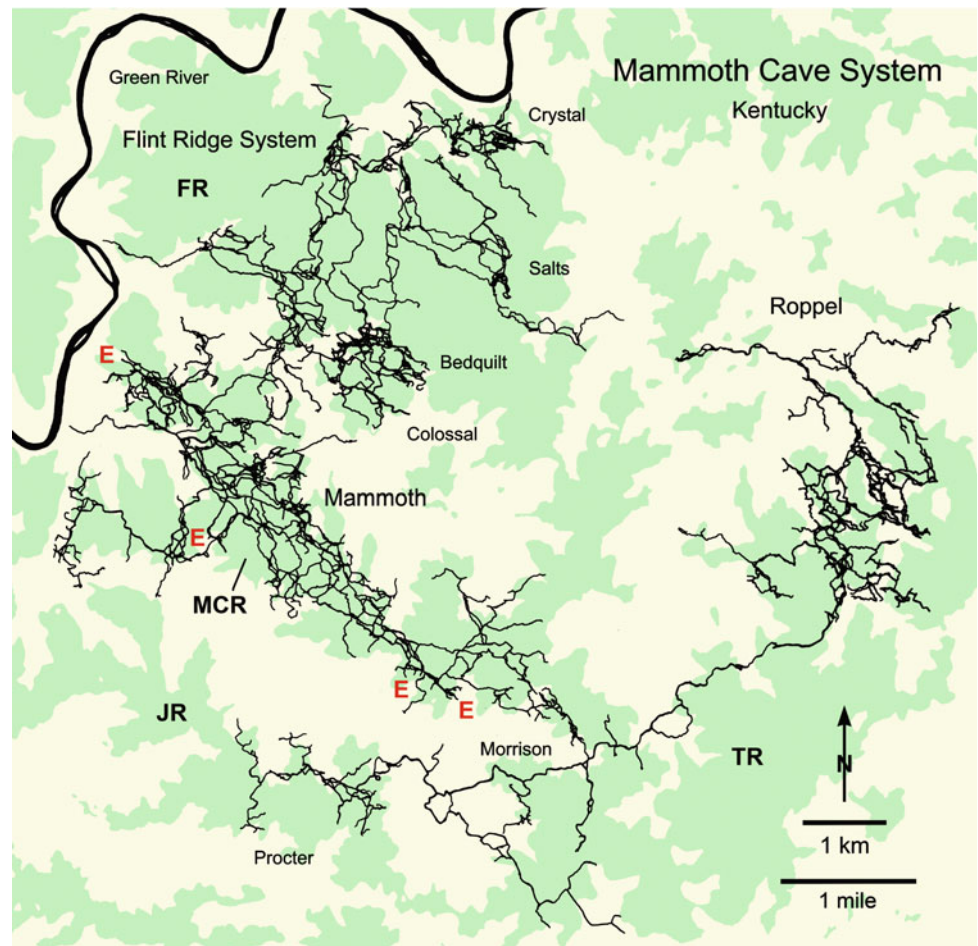 Mammoth Cave System
Kentucky
Green River
Crystal
Flint Ridge System
FR
Salts
Roppel
E
Bedquilt
Colossal
Mammoth
E
MCR
E
E
JR
Morrison
TR
N
1 km
Procter
1 mile